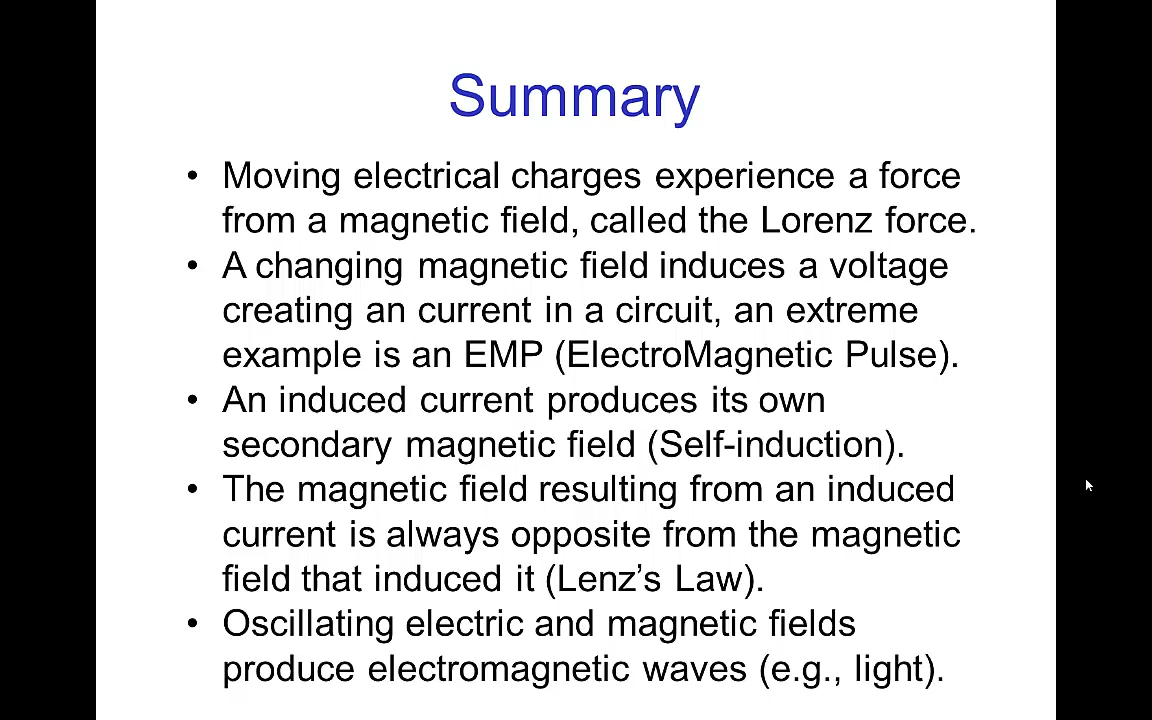 Summary
• Moving electrical charges experience a force
from a magnetic field, called the Lorenz force.
• A changing magnetic field induces a voltage
creating an current in a circuit, an extreme
example is an EMP (ElectroMagnetic Pulse).
• An induced current produces its own
secondary magnetic field (Self-induction).
• The magnetic field resulting from an induced
current is always opposite from the magnetic
field that induced it (Lenz’s Law).
• Oscillating electric and magnetic fields
produce electromagnetic waves (e.g., light).